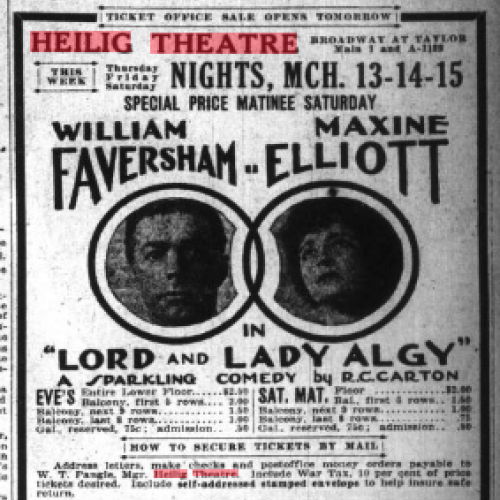 TICKET OFFICE SALE OPENS TOMORROW
HEILIG THEATRE BROADWAY AT TAYLOR
Main 1 and A-1122
THIS WEEK Thursday Friday Saturday NIGHTS, MCH. 13-14-15
SPECIAL PRICE MATINEE SATURDAY
WILLIAM MAXINE
FAVERSHAM .. ELLIOTT
IN
"LORD AND LADY ALGY"
A SPARKLING COMEDY by R.C. CARTON
EVE'S Entire Lower Floor.....$2.50
Balcony, first 5 rows... 2.00
Balcony, next 9 rows........ 1.50
Balcony, last 8 rows........ 1.00
Gal., reserved, 75c; admission. .50
SAT. MAT. Floor ........$2.00
Bal., first 5 rows 1.50
Balcony, next 9 rows....... 1.00
Balcony, last 8 rows....... .75
Gal., reserved, 75c; admission .50
HOW TO SECURE TICKETS BY MAIL
Address letters, make checks and postoffice money orders payable to
W. T. Pangle, Mgr. Heilig Theatre. Include War Tax, 10 per cent of price
tickets desired. Include self-addressed stamped envelope to help insure safe
return.